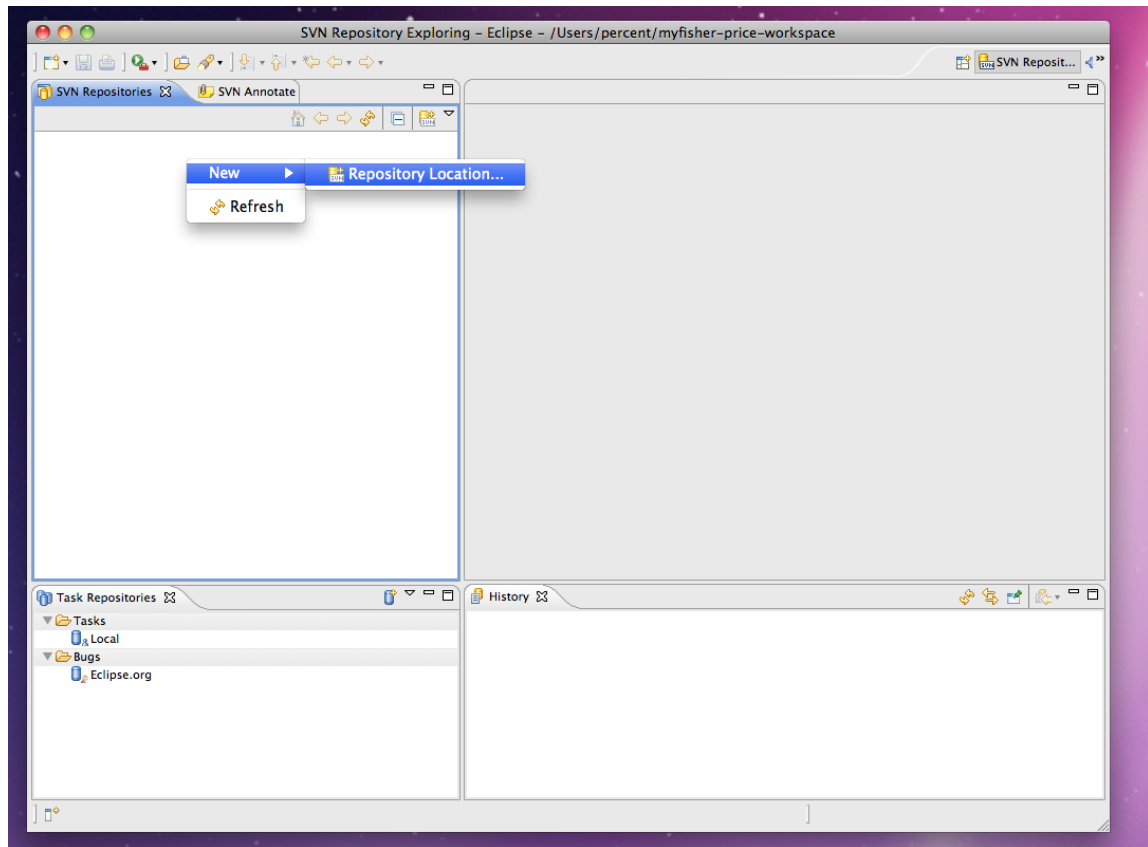 SVN Repository Exploring – Eclipse – /Users/percent/myfisher-price-workspace
SVN Reposit... »
SVN Repositories
SVN Annotate
New
Repository Location...
Refresh
Task Repositories
Tasks
Local
Bugs
Eclipse.org
History